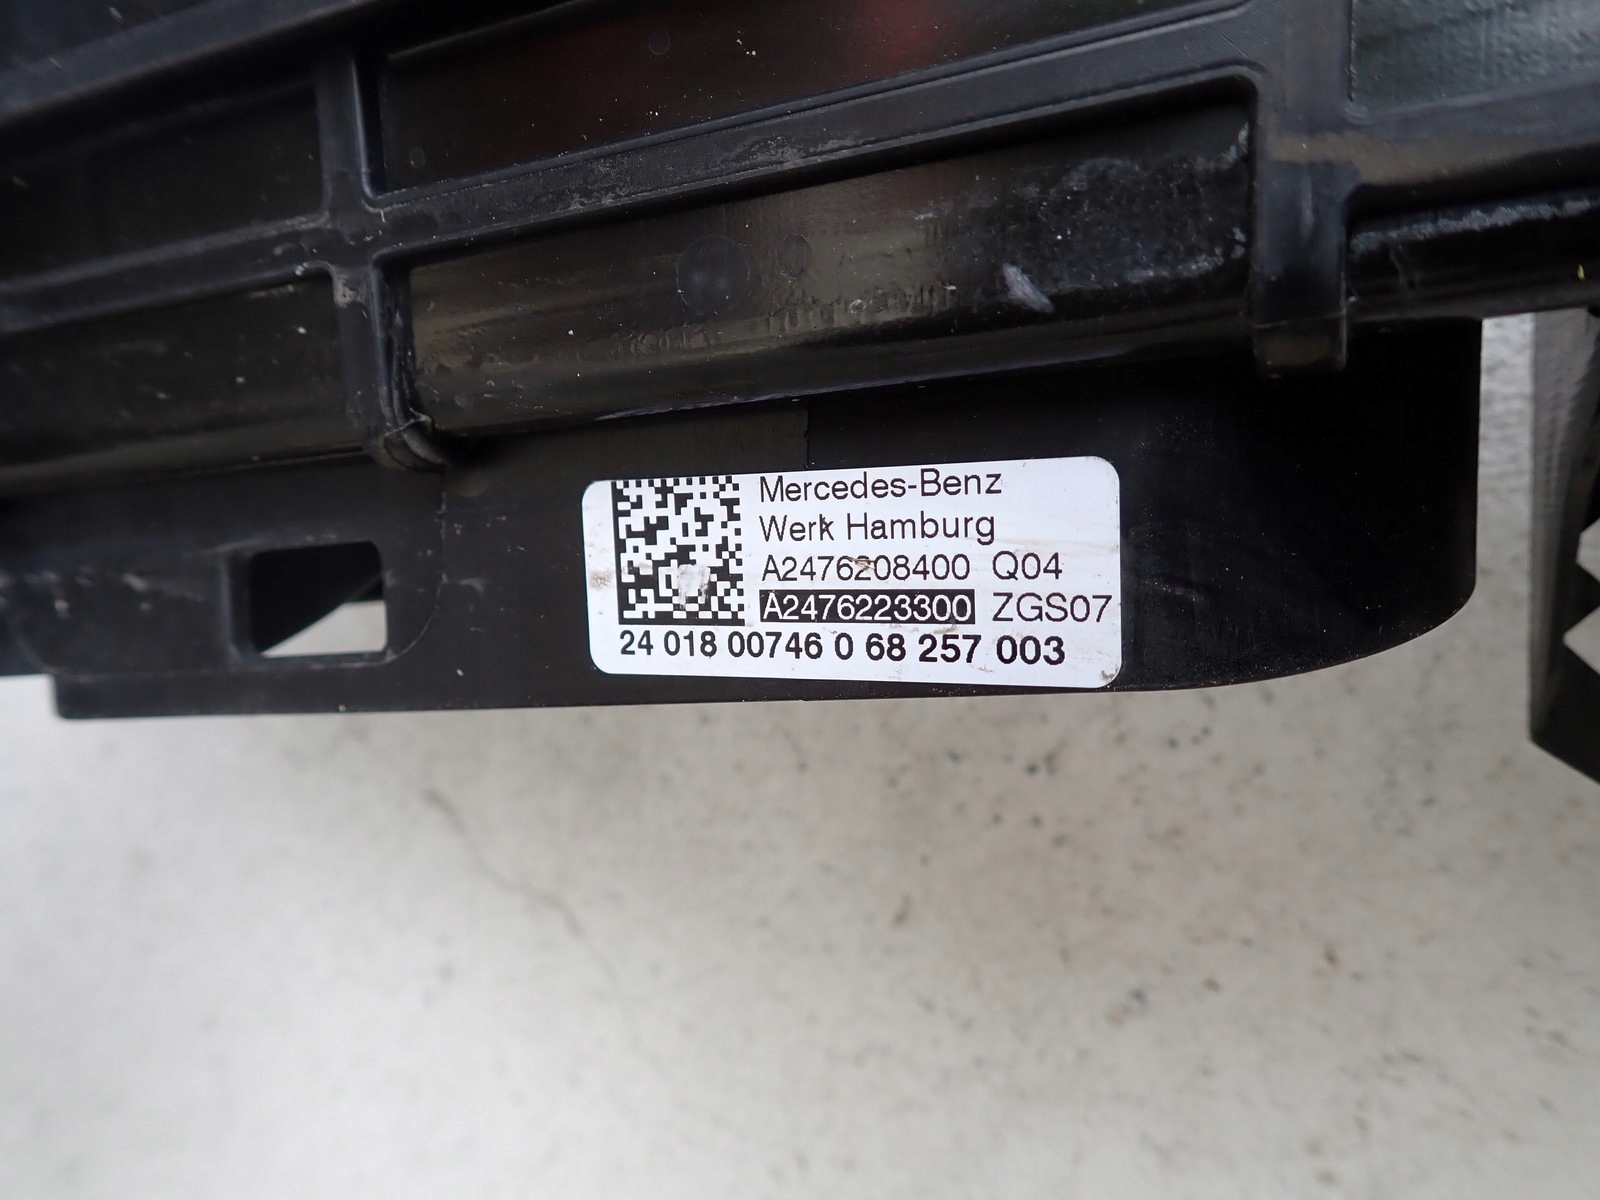 Mercedes-Benz
Werk Hamburg
A2476208400 Q04
A2476223300 ZGS07
24 018 00746 0 68 257 003